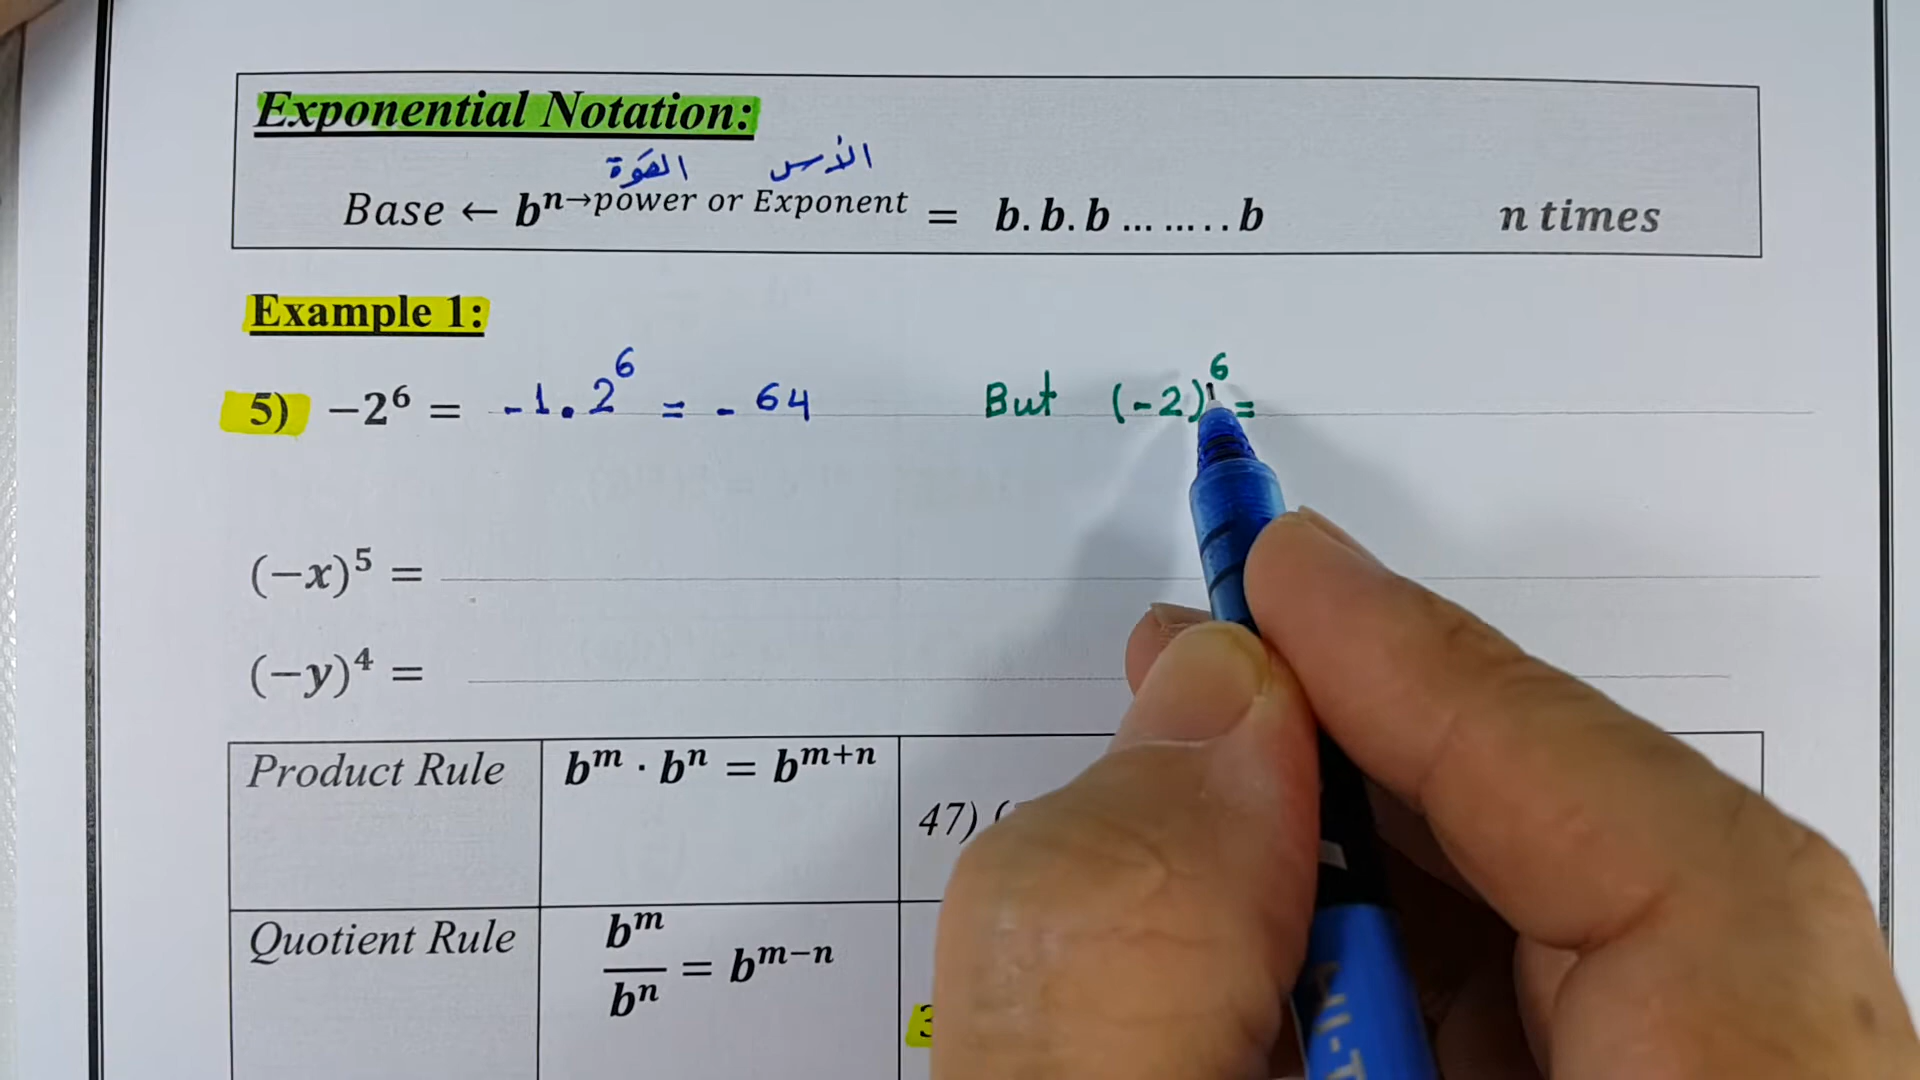 Exponential Notation:
القوة الأس
Base ← bⁿ→power or Exponent = b.b.b ........ b n times
Example 1:
5) −2⁶ = -1 . 2⁶ = - 64 But (-2)⁶ =
(−x)⁵ =
(−y)⁴ =
Product Rule bᵐ · bⁿ = bᵐ⁺ⁿ 47) (
Quotient Rule bᵐ/bⁿ = bᵐ⁻ⁿ
3